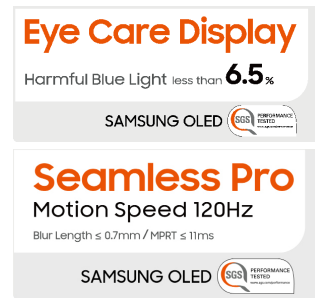 Eye Care Display
Harmful Blue Light less than 6.5%
SAMSUNG OLED
SGS PERFORMANCE
TESTED
Seamless Pro
Motion Speed 120Hz
Blur Length ≤ 0.7mm / MPRT ≤ 11ms
SAMSUNG OLED
SGS PERFORMANCE
TESTED